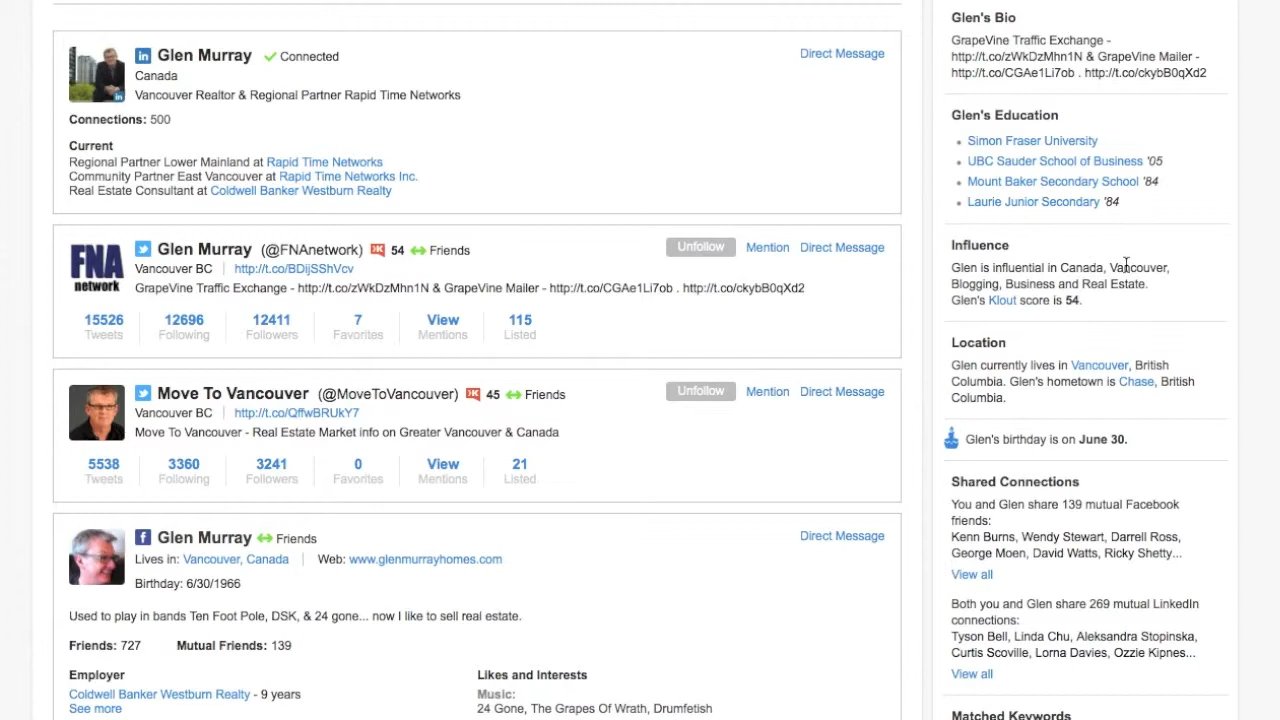 Glen Murray Connected Direct Message
Canada
Vancouver Realtor & Regional Partner Rapid Time Networks
Connections: 500
Current
Regional Partner Lower Mainland at Rapid Time Networks
Community Partner East Vancouver at Rapid Time Networks Inc.
Real Estate Consultant at Coldwell Banker Westburn Realty
FNA
network
Glen Murray (@FNAnetwork) 54 Friends Unfollow Mention Direct Message
Vancouver BC http://t.co/BDijSShVcv
GrapeVine Traffic Exchange - http://t.co/zWkDzMhn1N & GrapeVine Mailer - http://t.co/CGAe1Li7ob . http://t.co/ckybB0qXd2
15526 12696 12411 7 View 115
Tweets Following Followers Favorites Mentions Listed
Move To Vancouver (@MoveToVancouver) 45 Friends Unfollow Mention Direct Message
Vancouver BC http://t.co/QffwBRUkY7
Move To Vancouver - Real Estate Market info on Greater Vancouver & Canada
5538 3360 3241 0 View 21
Tweets Following Followers Favorites Mentions Listed
Glen Murray Friends Direct Message
Lives in: Vancouver, Canada Web: www.glenmurrayhomes.com
Birthday: 6/30/1966
Used to play in bands Ten Foot Pole, DSK, & 24 gone... now I like to sell real estate.
Friends: 727 Mutual Friends: 139
Employer
Coldwell Banker Westburn Realty - 9 years
See more
Likes and Interests
Music:
24 Gone, The Grapes Of Wrath, Drumfetish
Glen's Bio
GrapeVine Traffic Exchange -
http://t.co/zWkDzMhn1N & GrapeVine Mailer -
http://t.co/CGAe1Li7ob . http://t.co/ckybB0qXd2
Glen's Education
Simon Fraser University
UBC Sauder School of Business '05
Mount Baker Secondary School '84
Laurie Junior Secondary '84
Influence
Glen is influential in Canada, Vancouver,
Blogging, Business and Real Estate.
Glen's Klout score is 54.
Location
Glen currently lives in Vancouver, British
Columbia. Glen's hometown is Chase, British
Columbia.
Glen's birthday is on June 30.
Shared Connections
You and Glen share 139 mutual Facebook
friends:
Kenn Burns, Wendy Stewart, Darrell Ross,
George Moen, David Watts, Ricky Shetty...
View all
Both you and Glen share 269 mutual LinkedIn
connections:
Tyson Bell, Linda Chu, Aleksandra Stopinska,
Curtis Scoville, Lorna Davies, Ozzie Kipnes...
View all
Matched Keywords